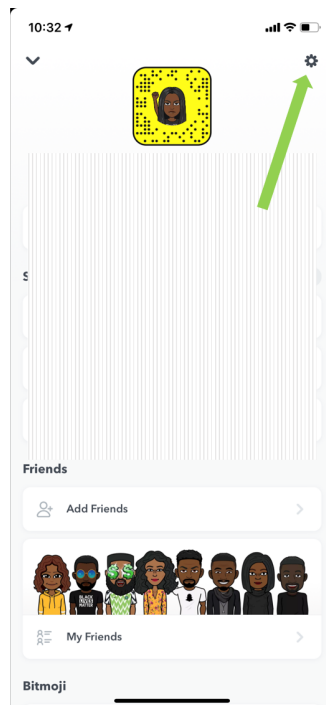 10:32
S
Friends
Add Friends
BLACK
LIVES
MATTER
My Friends
Bitmoji